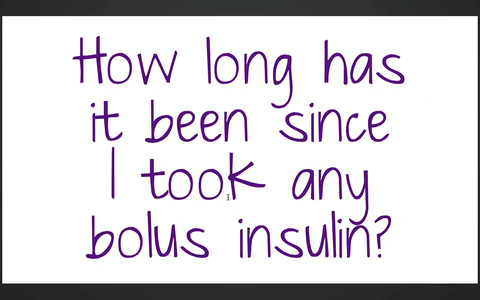 How long has
it been since
I took any
bolus insulin?